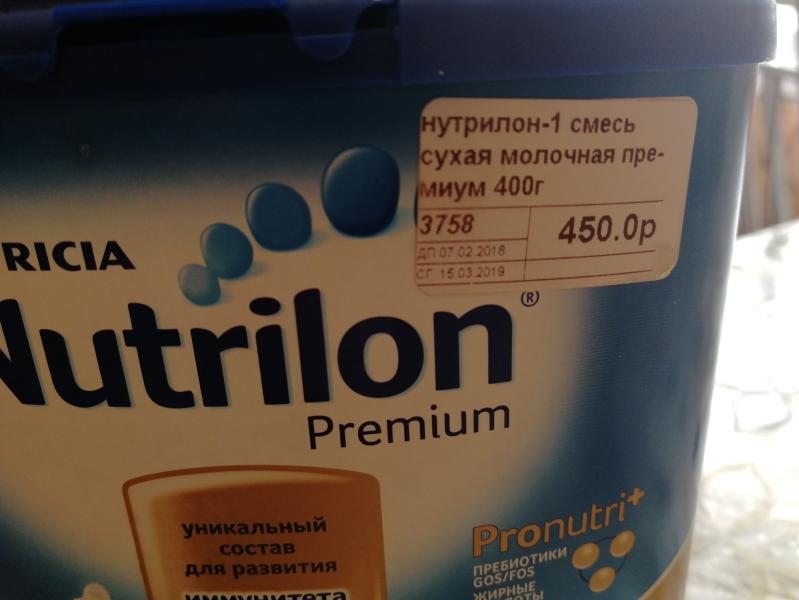 нутрилон-1 смесь
сухая молочная пре-
миум 400г
3758
450.0р
ДП 07.02.2018
СГ 15.03.2019
RICIA
Nutrilon®
Premium
уникальный
состав
для развития
иммунитета
Pronutri+
ПРЕБИОТИКИ
GOS/FOS
ЖИРНЫЕ